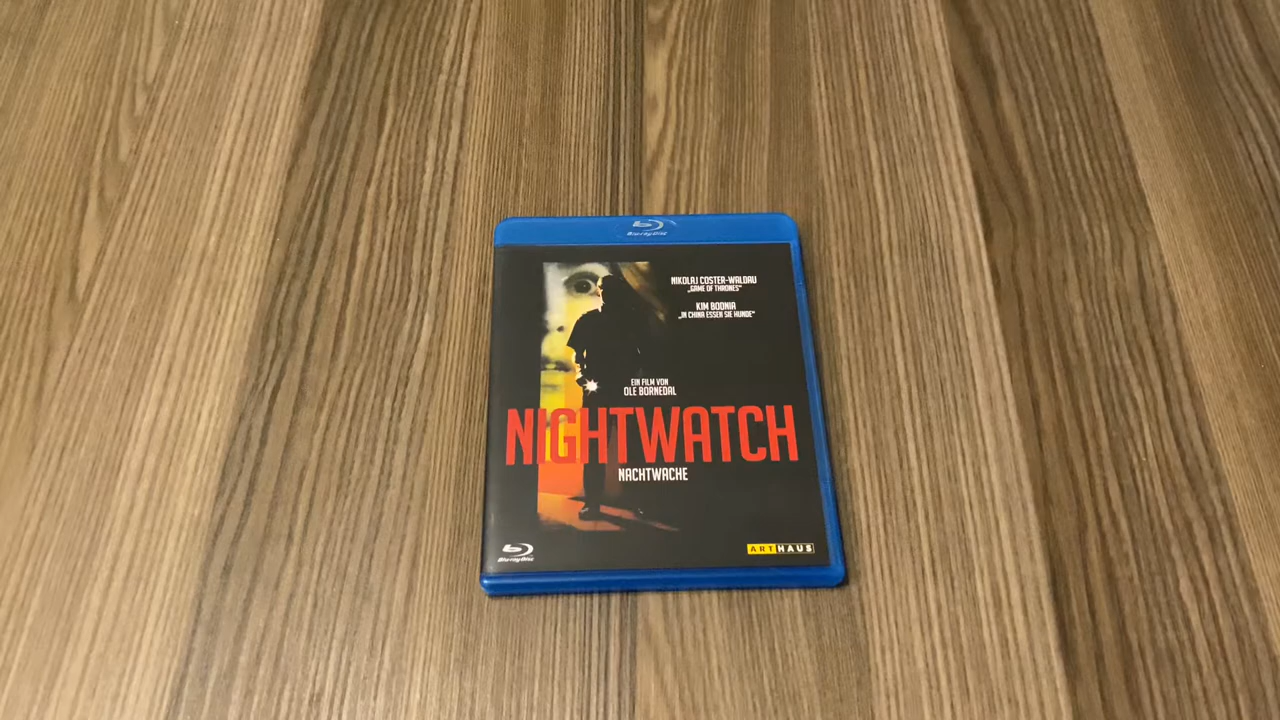 Blu-ray Disc
NIKOLAJ COSTER-WALDAU
„GAME OF THRONES“
KIM BODNIA
„IN CHINA ESSEN SIE HUNDE“
EIN FILM VON
OLE BORNEDAL
NIGHTWATCH
NACHTWACHE
Blu-ray Disc
ARTHAUS